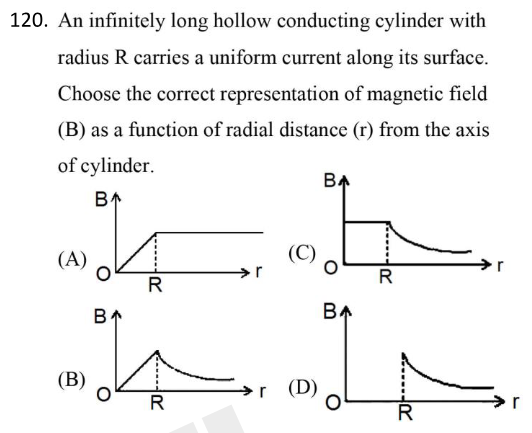 120. An infinitely long hollow conducting cylinder with
radius R carries a uniform current along its surface.
Choose the correct representation of magnetic field
(B) as a function of radial distance (r) from the axis
of cylinder.
(A) B O R r
(C) B O R r
(B) B O R r
(D) B O R r